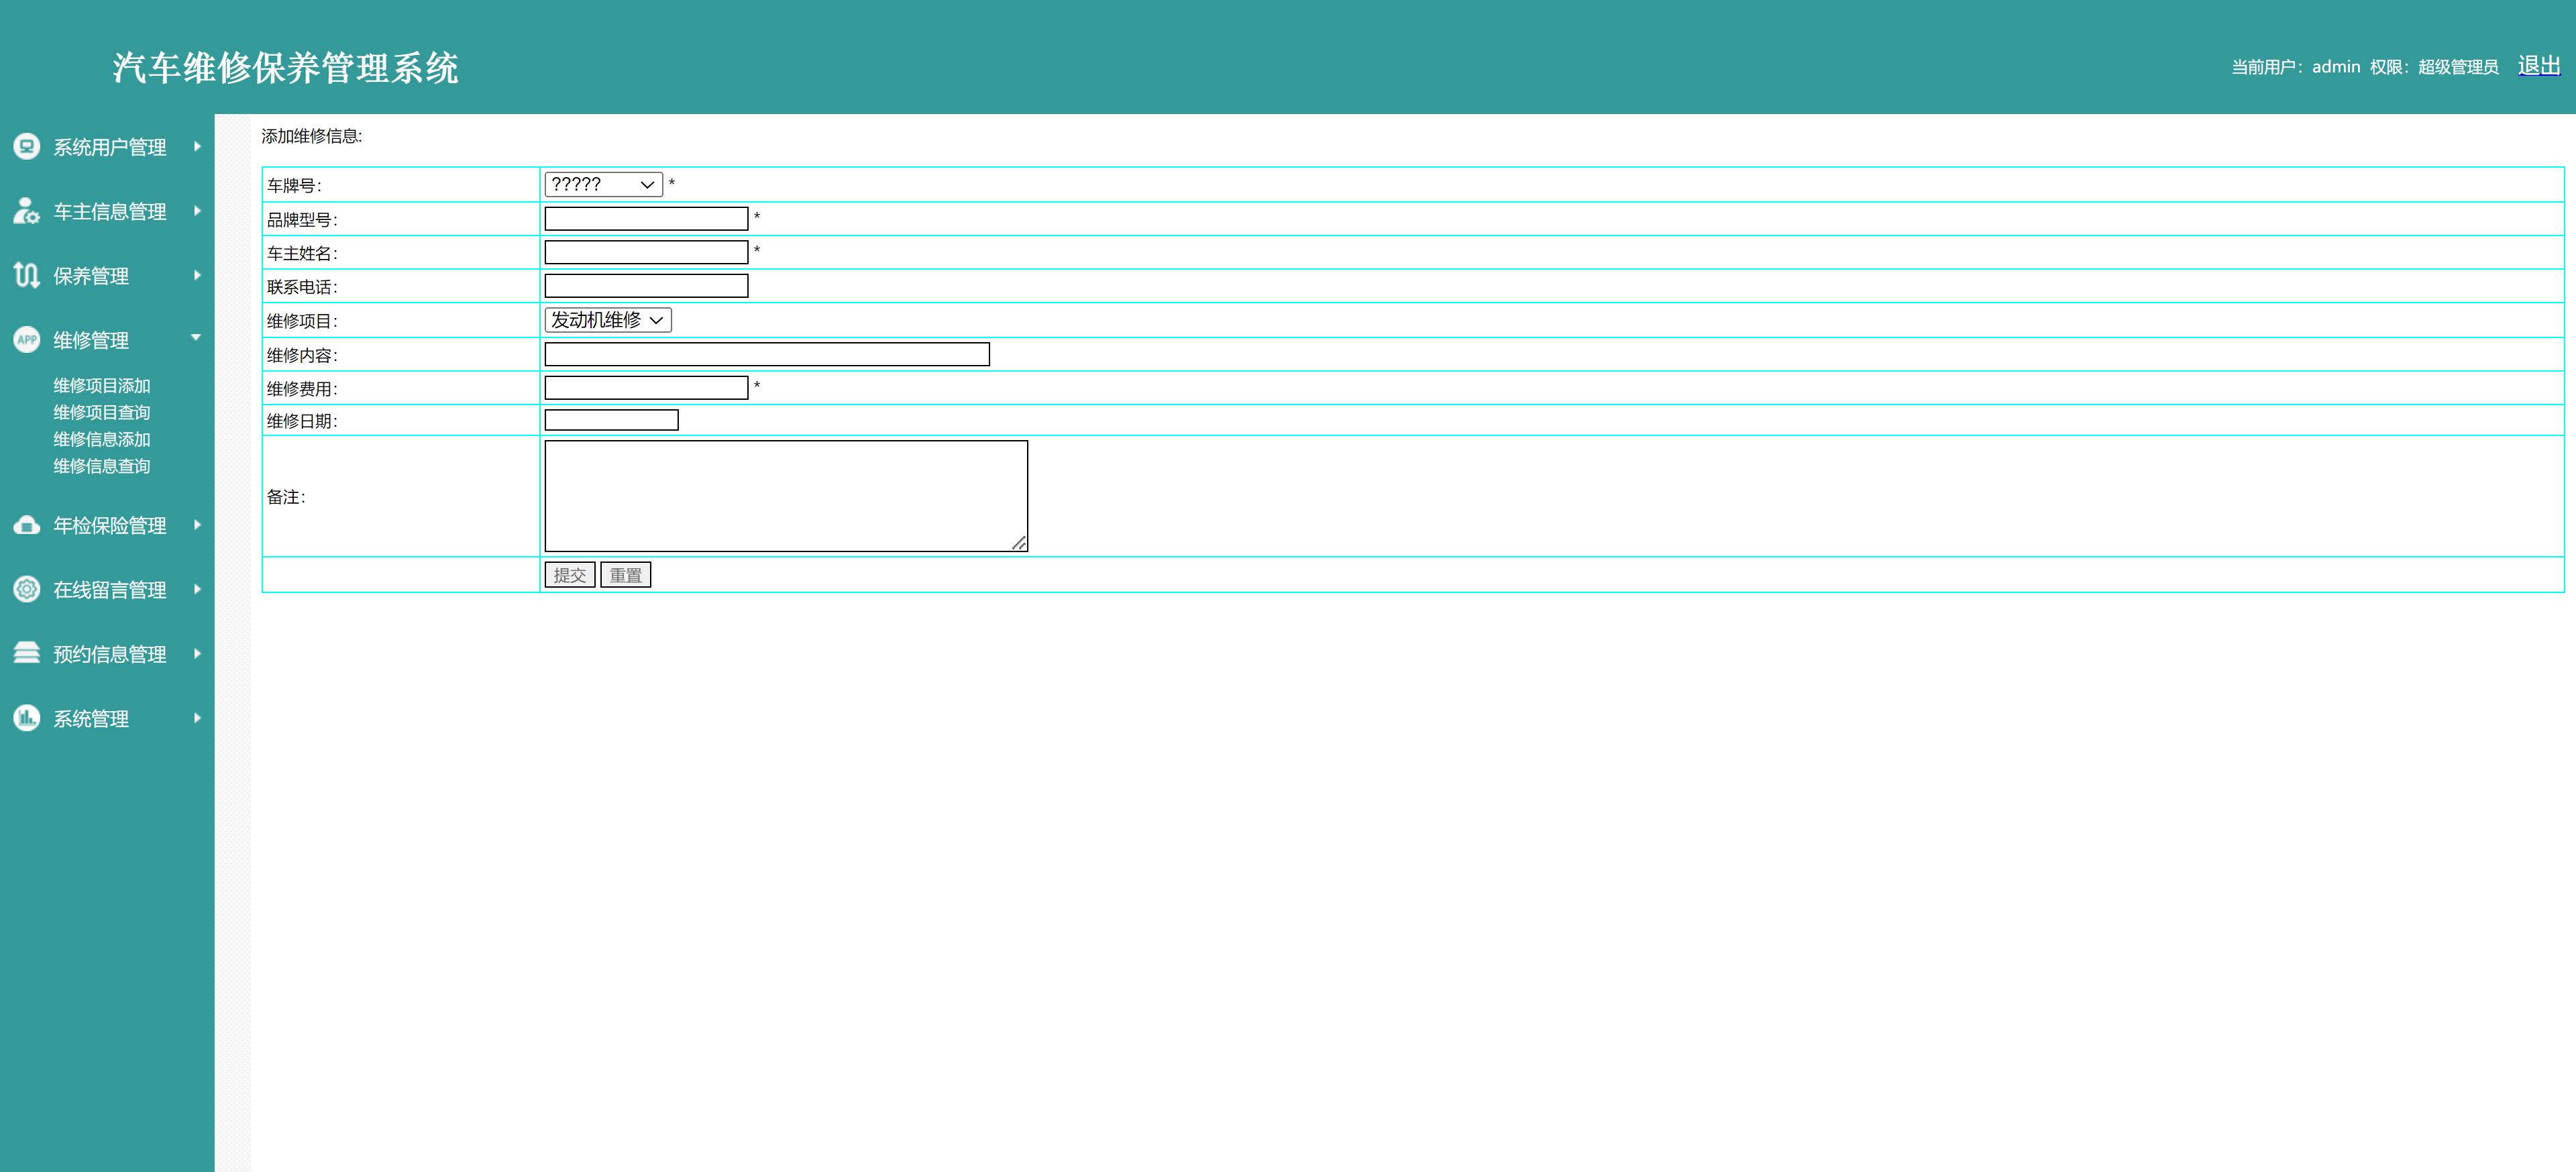 汽车维修保养管理系统
当前用户：admin 权限：超级管理员 退出
系统用户管理
车主信息管理
保养管理
APP 维修管理
维修项目添加
维修项目查询
维修信息添加
维修信息查询
年检保险管理
在线留言管理
预约信息管理
系统管理
添加维修信息:
车牌号： ????? *
品牌型号： *
车主姓名： *
联系电话：
维修项目： 发动机维修
维修内容：
维修费用： *
维修日期：
备注：
提交 重置